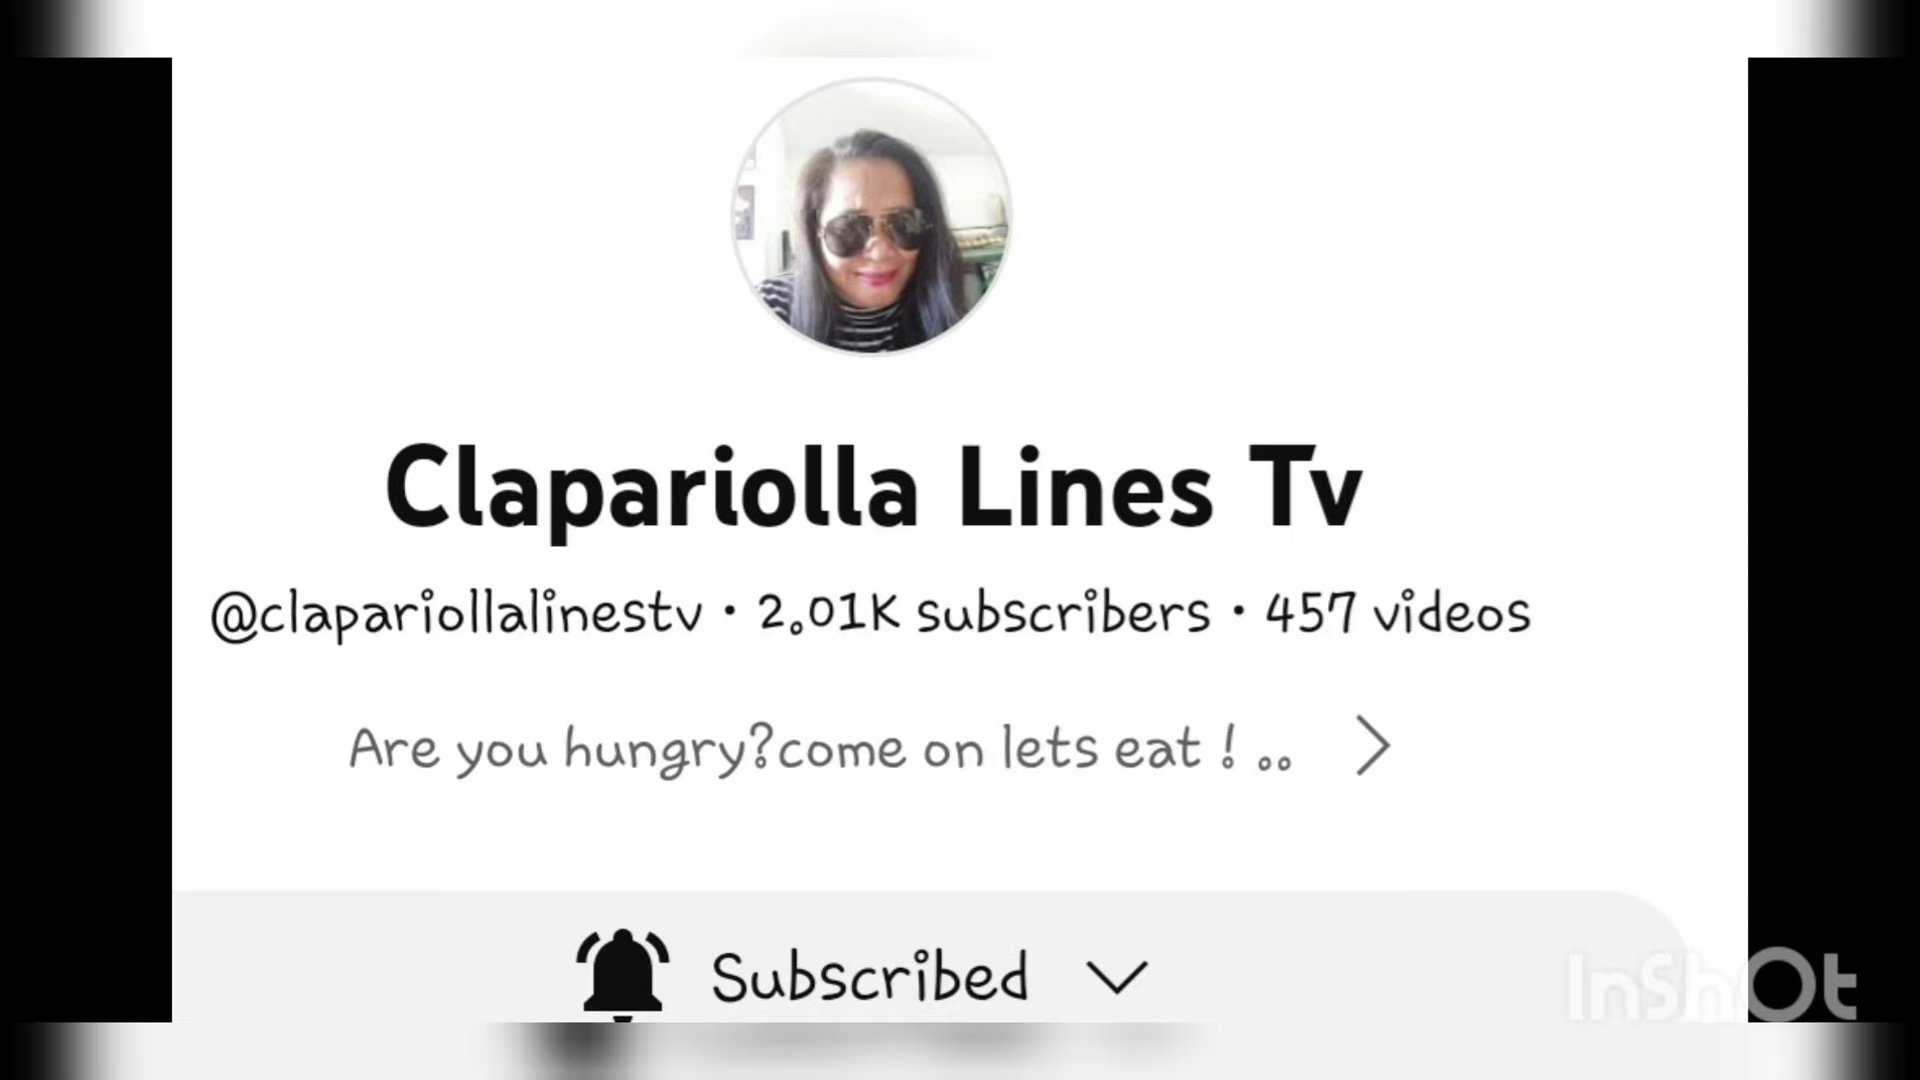 Clapariolla Lines Tv
@clapariollalinestv • 2.01K subscribers • 457 videos
Are you hungry?come on lets eat ! ..
Subscribed
InShOt